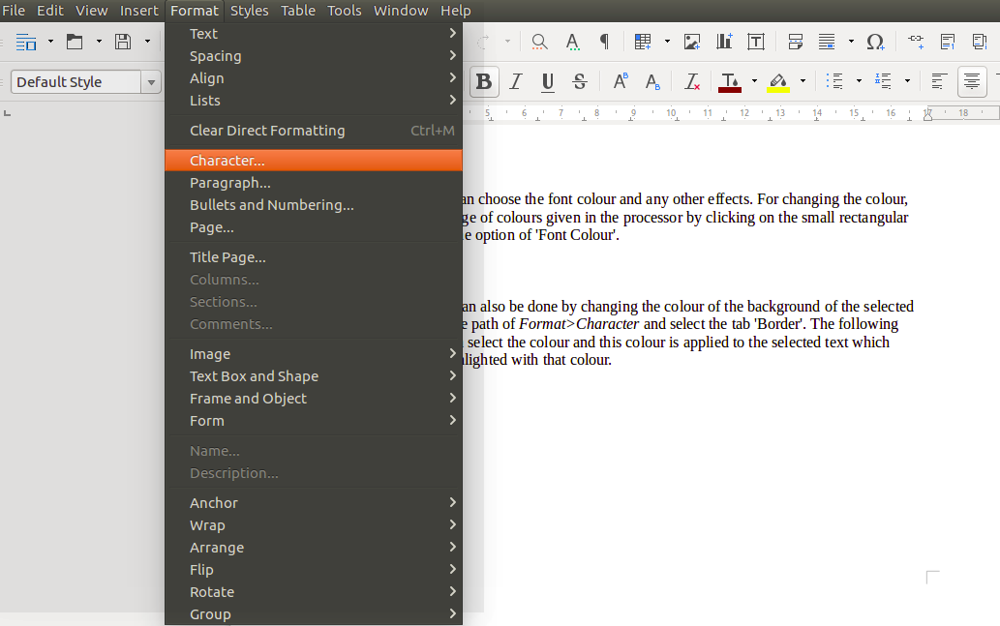 File Edit View Insert Format Styles Table Tools Window Help
Default Style
5 6 7 8 9 10 11 12 13 14 15 16 17 18
Text
Spacing
Align
Lists
Clear Direct Formatting Ctrl+M
Character...
Paragraph...
Bullets and Numbering...
Page...
Title Page...
Columns...
Sections...
Comments...
Image
Text Box and Shape
Frame and Object
Form
Name...
Description...
Anchor
Wrap
Arrange
Flip
Rotate
Group
an choose the font colour and any other effects. For changing the colour,
ge of colours given in the processor by clicking on the small rectangular
e option of 'Font Colour'.
an also be done by changing the colour of the background of the selected
e path of Format>Character and select the tab 'Border'. The following
select the colour and this colour is applied to the selected text which
lighted with that colour.